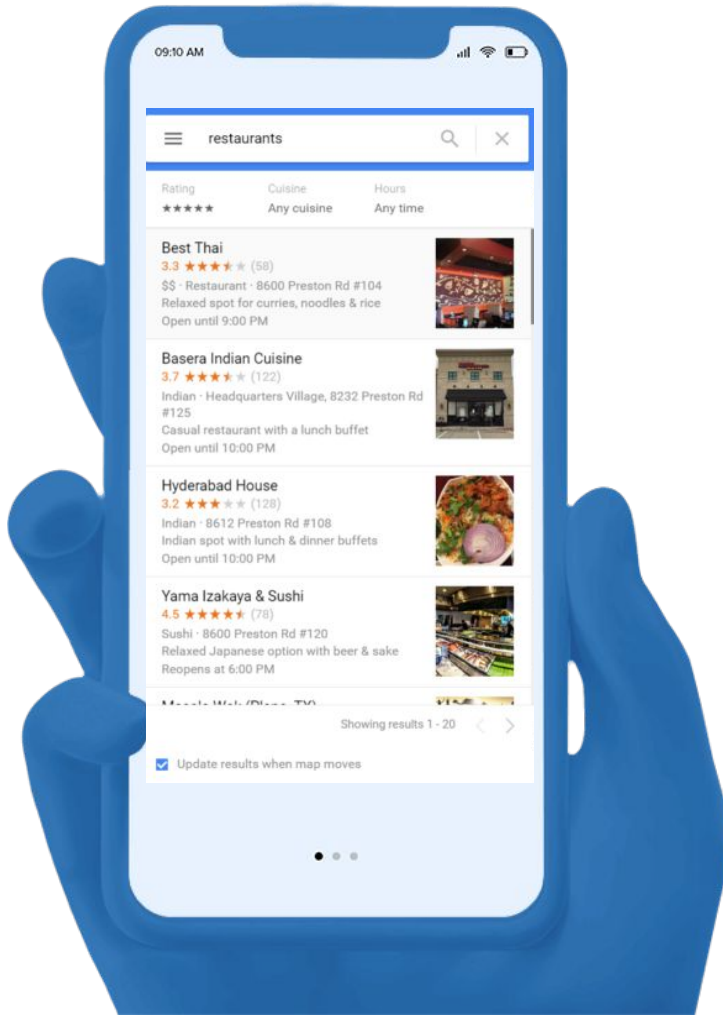 09:10 AM
restaurants
Rating Cuisine Hours
★★★★★ Any cuisine Any time
Best Thai
3.3 ★★★★★ (58)
$$ · Restaurant · 8600 Preston Rd #104
Relaxed spot for curries, noodles & rice
Open until 9:00 PM
Basera Indian Cuisine
3.7 ★★★★★ (122)
Indian · Headquarters Village, 8232 Preston Rd
#125
Casual restaurant with a lunch buffet
Open until 10:00 PM
Hyderabad House
3.2 ★★★★★ (128)
Indian · 8612 Preston Rd #108
Indian spot with lunch & dinner buffets
Open until 10:00 PM
Yama Izakaya & Sushi
4.5 ★★★★★ (78)
Sushi · 8600 Preston Rd #120
Relaxed Japanese option with beer & sake
Reopens at 6:00 PM
Showing results 1 - 20
Update results when map moves